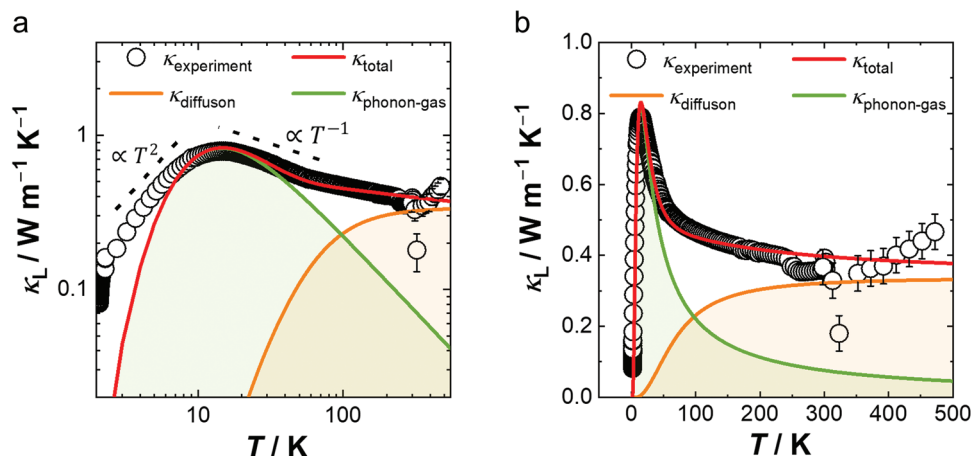 a
κexperiment κtotal
κdiffuson κphonon-gas
∝ T² ∝ T⁻¹
1
0.1
κL / W m⁻¹ K⁻¹
10 100
T / K
b
κexperiment κtotal
κdiffuson κphonon-gas
1.0
0.8
0.6
0.4
0.2
0.0
κL / W m⁻¹ K⁻¹
0 100 200 300 400 500
T / K